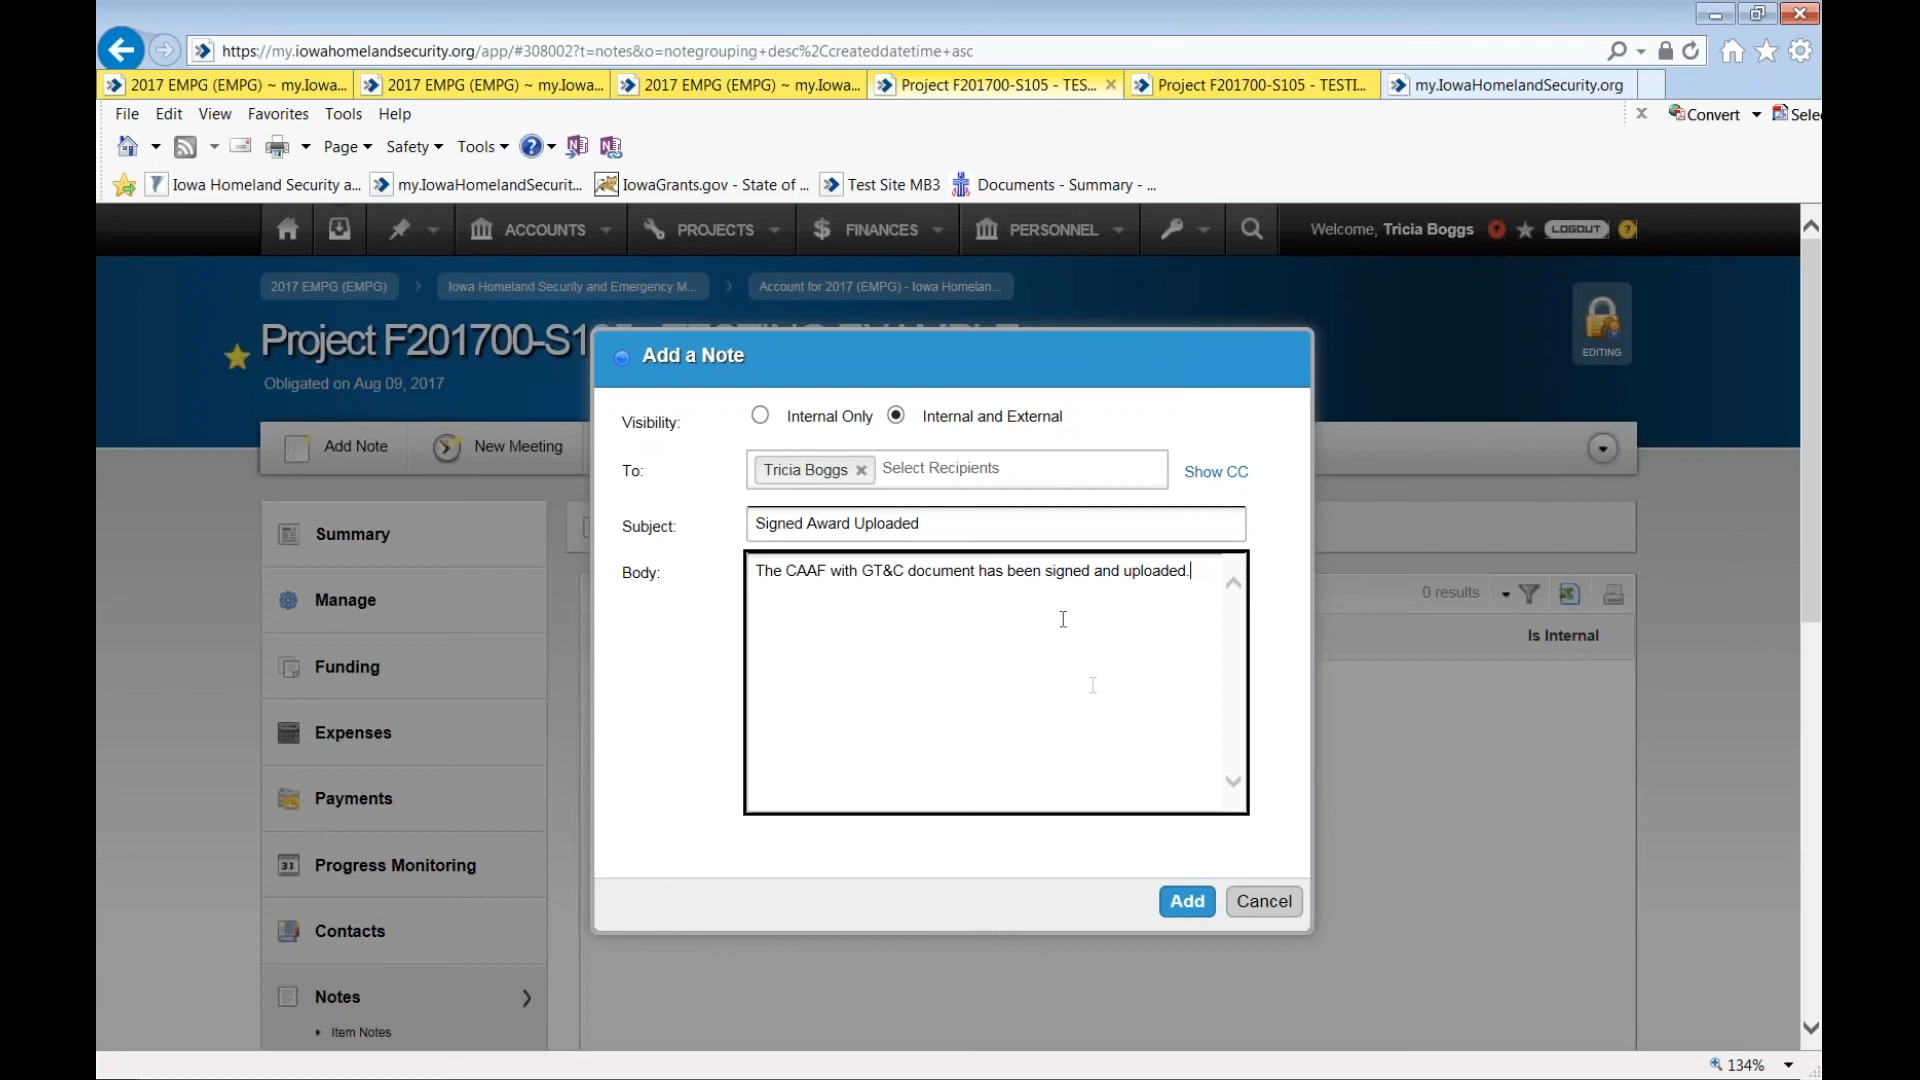 https://my.iowahomelandsecurity.org/app/#308002?t=notes&o=notegrouping+desc%2Ccreateddatetime+asc
2017 EMPG (EMPG) ~ my.Iowa... 2017 EMPG (EMPG) ~ my.Iowa... 2017 EMPG (EMPG) ~ my.Iowa... Project F201700-S105 - TES... Project F201700-S105 - TESTI... my.IowaHomelandSecurity.org
File Edit View Favorites Tools Help Convert Sele
Page Safety Tools
Iowa Homeland Security a... my.IowaHomelandSecurit... IowaGrants.gov - State of ... Test Site MB3 Documents - Summary - ...
ACCOUNTS PROJECTS FINANCES PERSONNEL Welcome, Tricia Boggs LOGOUT ?
2017 EMPG (EMPG) Iowa Homeland Security and Emergency M... Account for 2017 (EMPG) - Iowa Homelan...
Project F201700-S105 - TESTING EXAMPLE
EDITING
Obligated on Aug 09, 2017
Add a Note
Visibility: Internal Only Internal and External
Add Note New Meeting
To: Tricia Boggs Select Recipients Show CC
Subject: Signed Award Uploaded
Body: The CAAF with GT&C document has been signed and uploaded.
Summary
Manage
0 results
Is Internal
Funding
Expenses
Payments
31 Progress Monitoring
Add Cancel
Contacts
Notes
Item Notes
134%